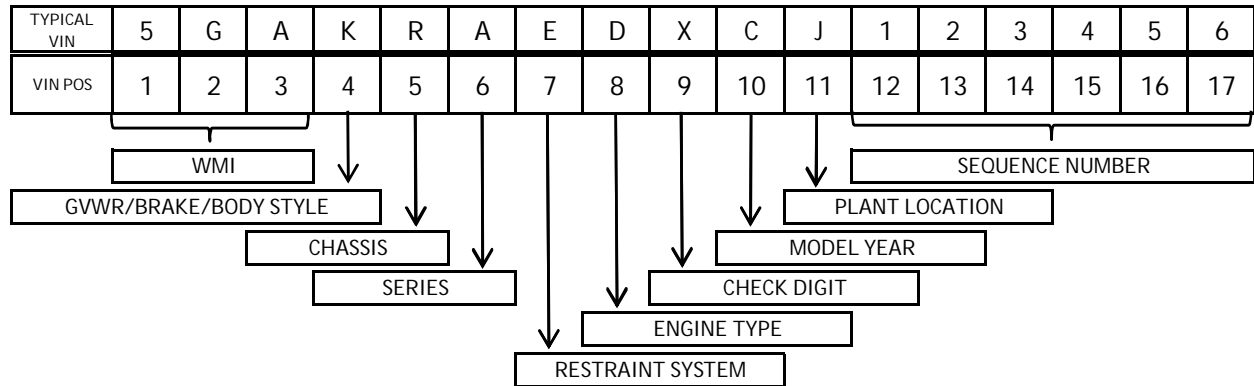 TYPICAL VIN 5 G A K R A E D X C J 1 2 3 4 5 6
VIN POS 1 2 3 4 5 6 7 8 9 10 11 12 13 14 15 16 17
WMI SEQUENCE NUMBER
GVWR/BRAKE/BODY STYLE PLANT LOCATION
CHASSIS MODEL YEAR
SERIES CHECK DIGIT
ENGINE TYPE
RESTRAINT SYSTEM